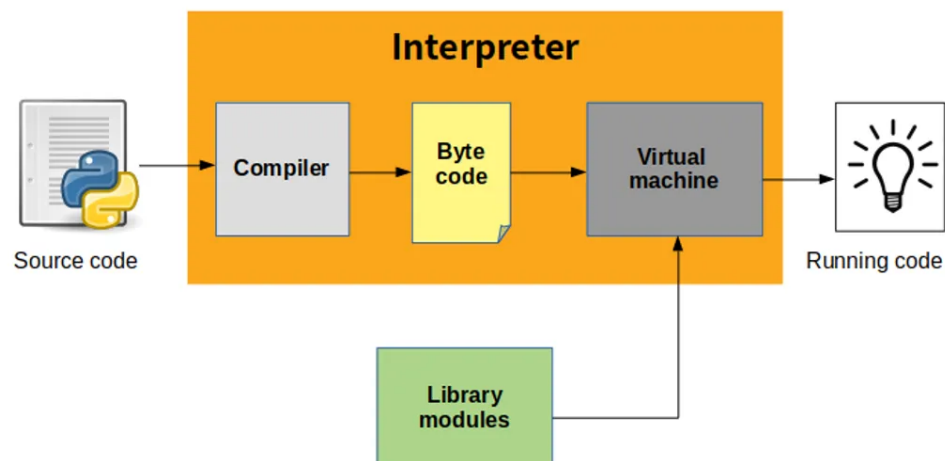 Interpreter
Compiler
Byte
code
Virtual
machine
Source code
Running code
Library
modules